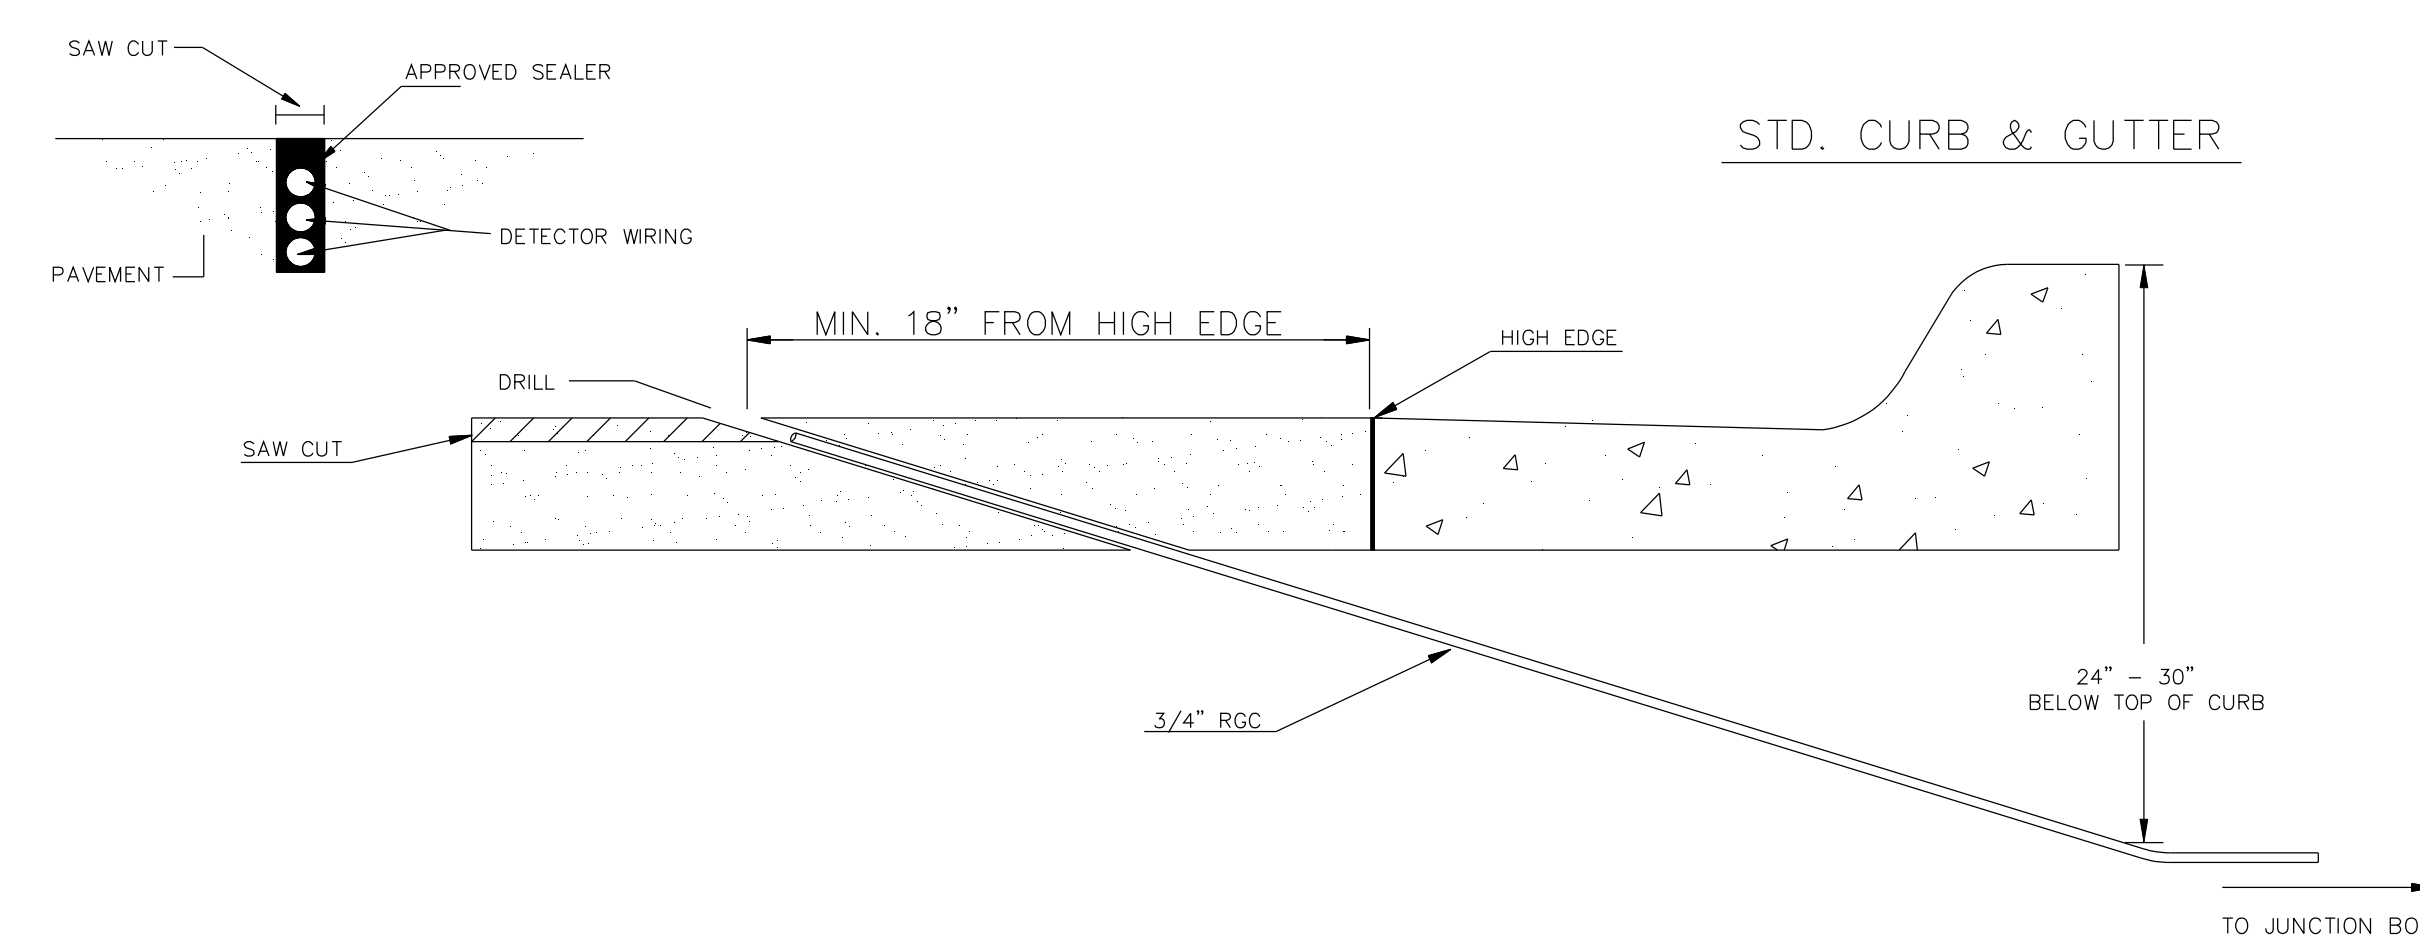 SAW CUT
APPROVED SEALER
STD. CURB & GUTTER
DETECTOR WIRING
PAVEMENT
MIN. 18" FROM HIGH EDGE
HIGH EDGE
DRILL
SAW CUT
24" - 30"
BELOW TOP OF CURB
3/4" RGC
TO JUNCTION BO